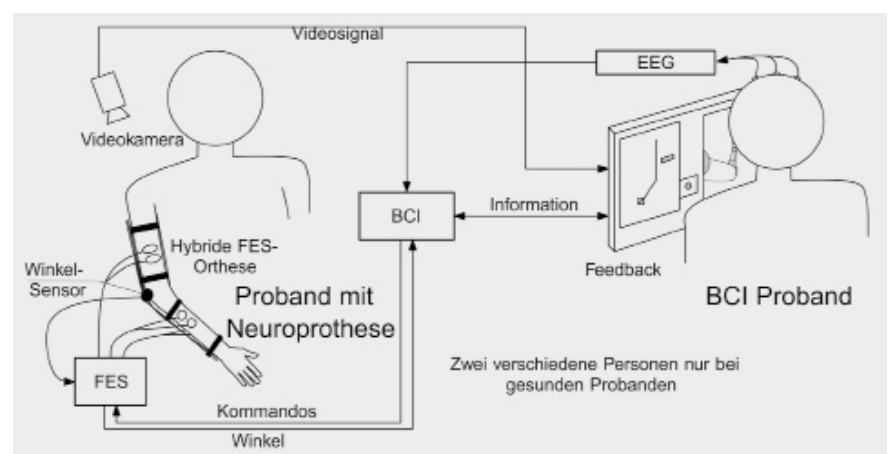 Videosignal
EEG
Videokamera
BCI
Information
Hybride FES-
Orthese
Winkel-
Sensor
Feedback
Proband mit
Neuroprothese
BCI Proband
FES
Zwei verschiedene Personen nur bei
gesunden Probanden
Kommandos
Winkel